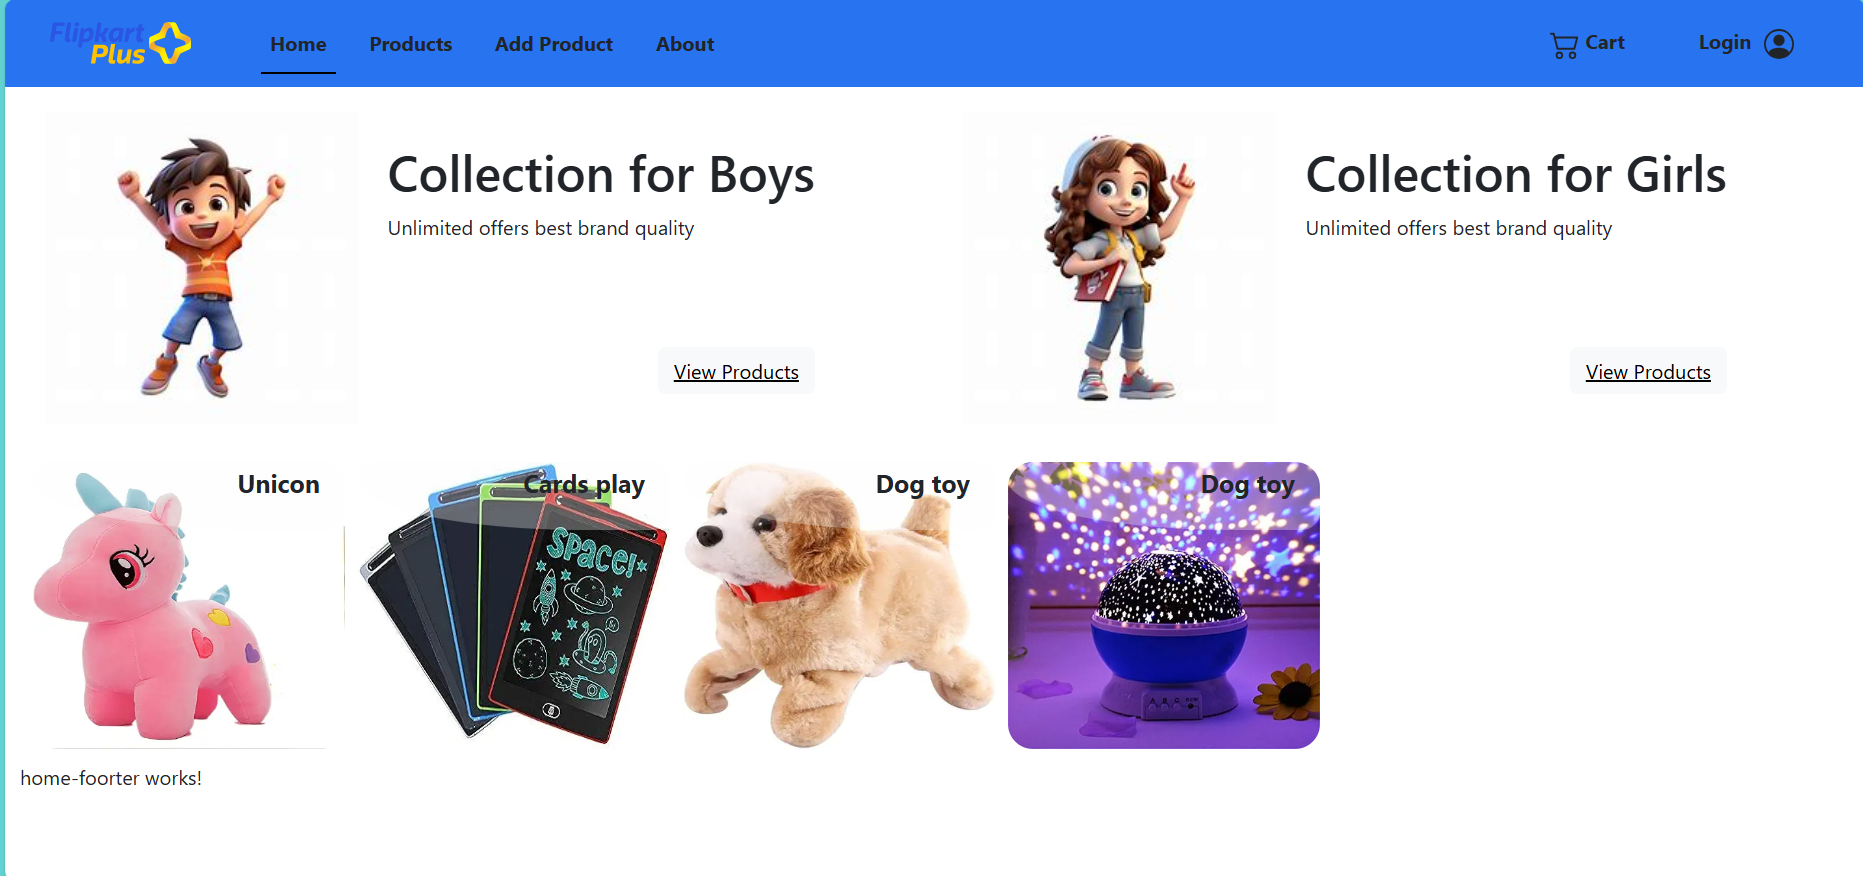 Flipkart
Plus
Home Products Add Product About Cart Login
Collection for Boys
Unlimited offers best brand quality
View Products
Collection for Girls
Unlimited offers best brand quality
View Products
Unicon
Cards play
SPACE!
Dog toy
Dog toy
A B C
home-foorter works!